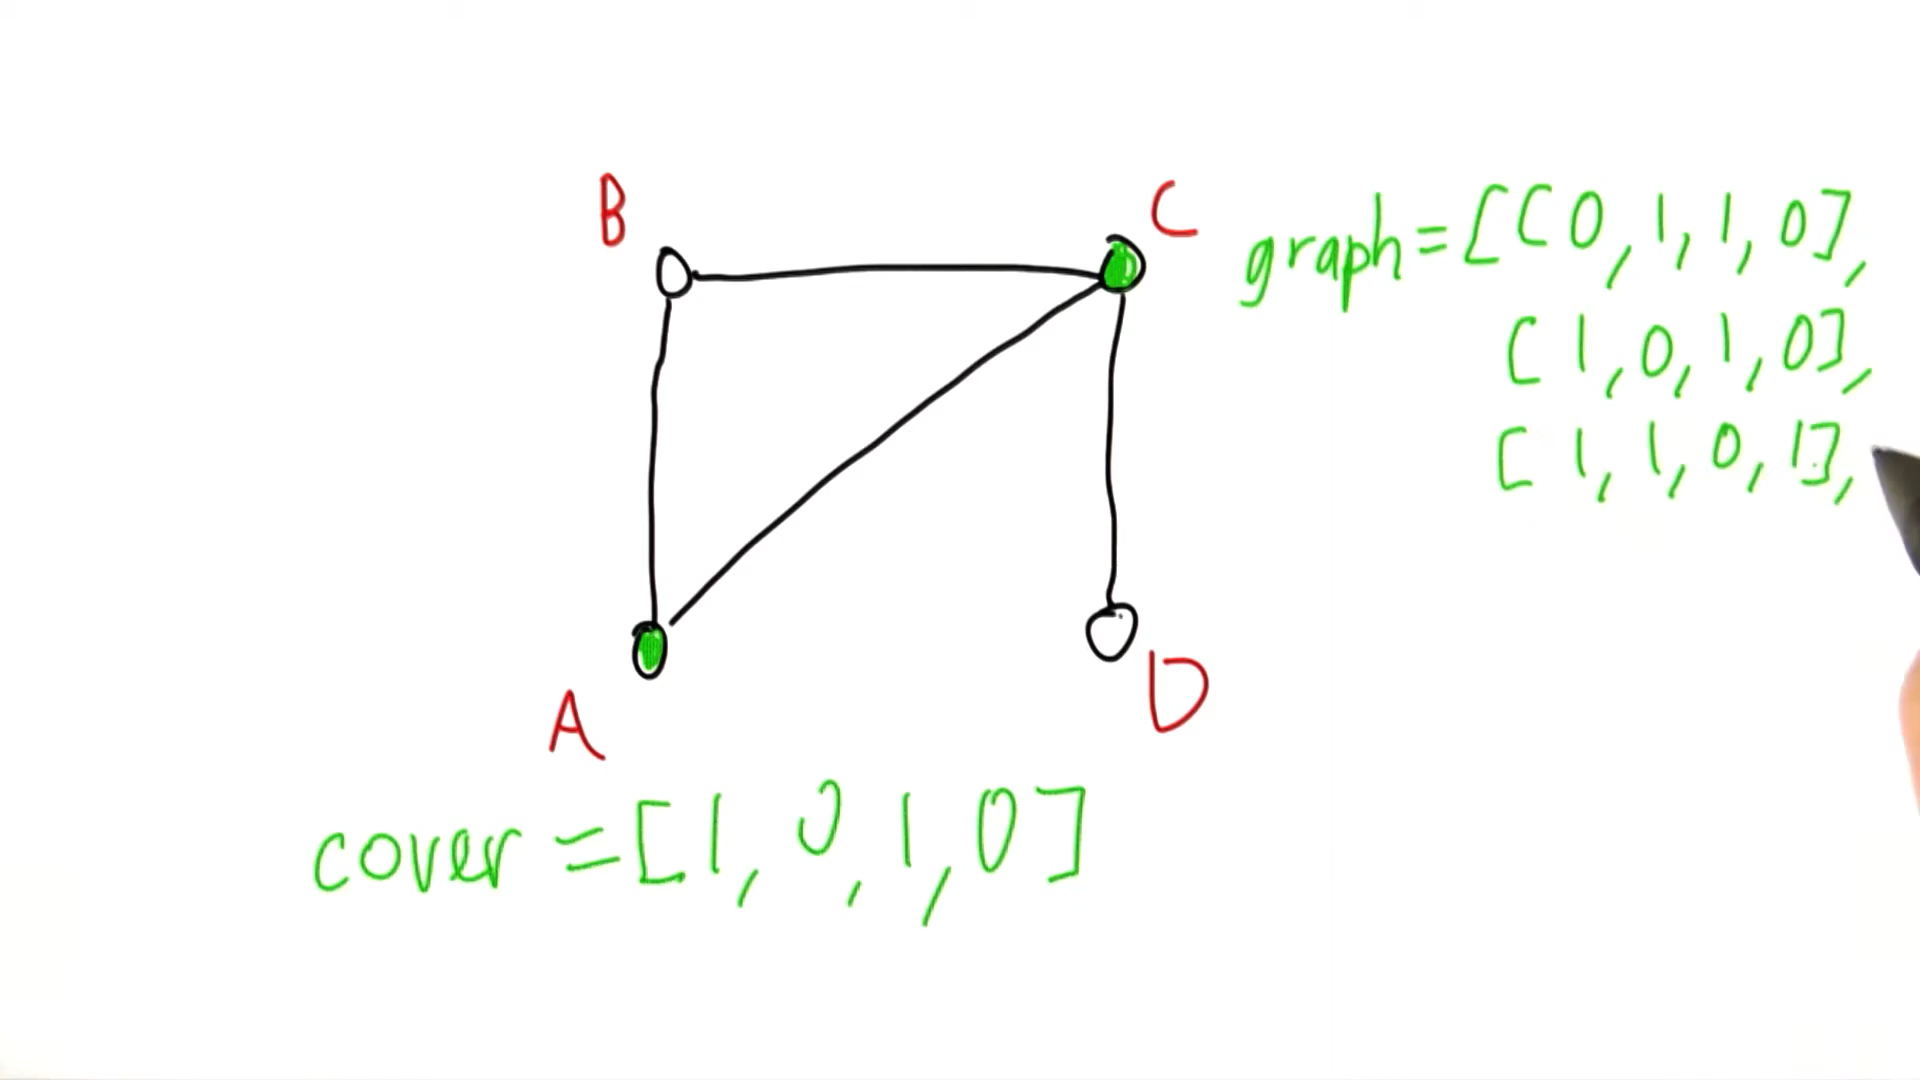 B
C
graph=[[0,1,1,0],
[1,0,1,0],
[1,1,0,1],
A
D
cover=[1,0,1,0]